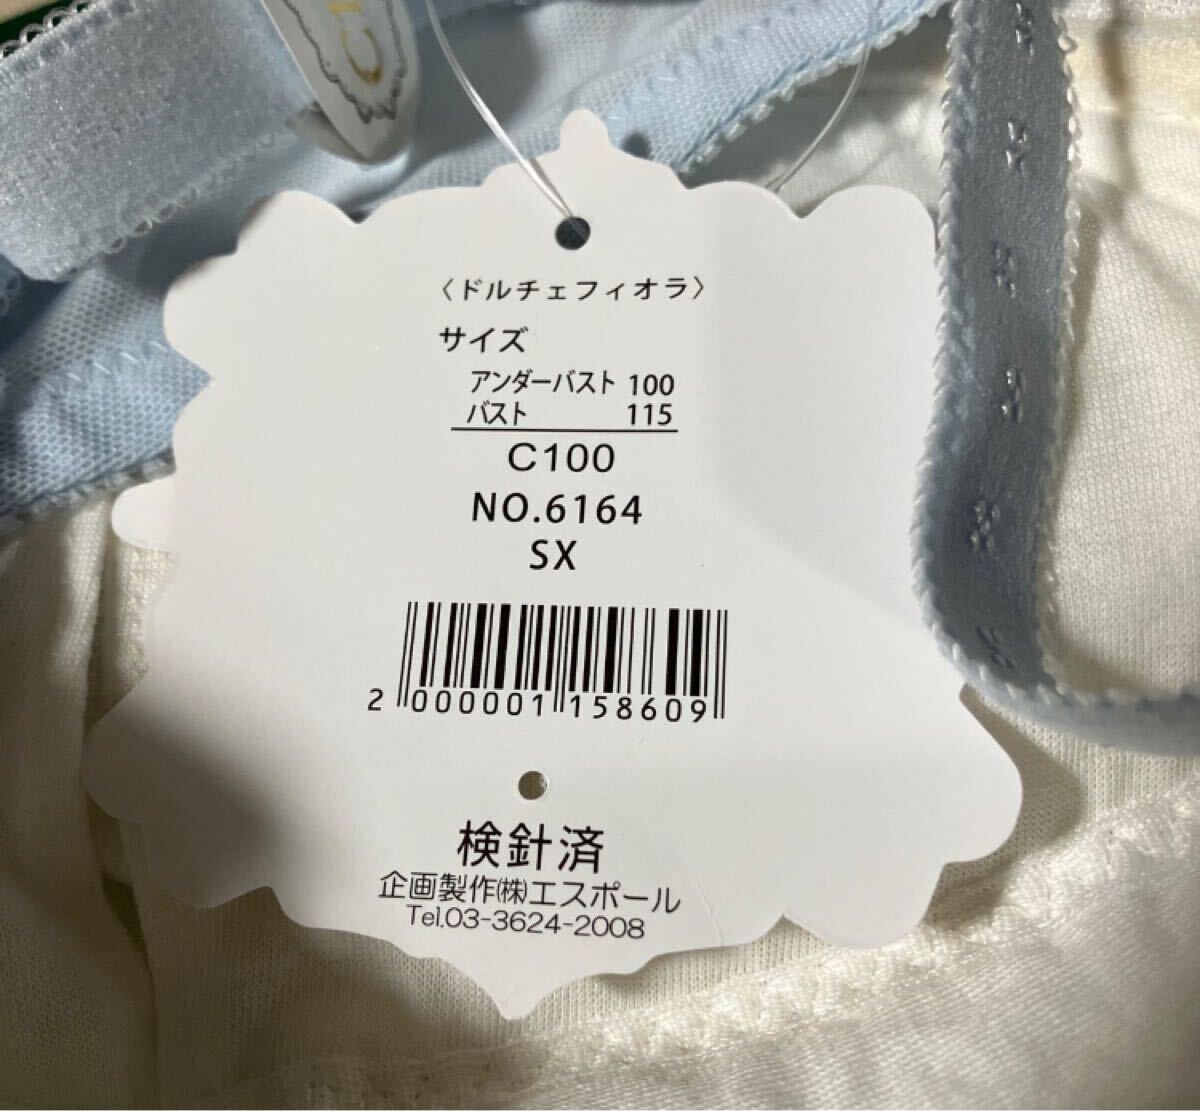 〈ドルチェフィオラ〉
サイズ
アンダーバスト 100
バスト 115
C100
NO.6164
SX
2 000001 158609
検針済
企画製作㈱エスポール
Tel.03-3624-2008